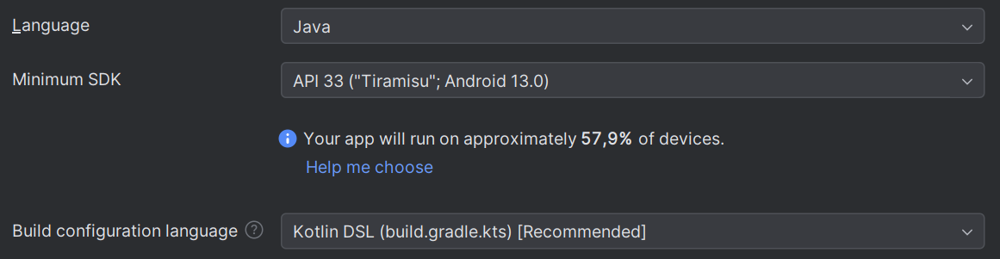 Language
Java
Minimum SDK
API 33 ("Tiramisu"; Android 13.0)
Your app will run on approximately 57,9% of devices.
Help me choose
Build configuration language ?
Kotlin DSL (build.gradle.kts) [Recommended]